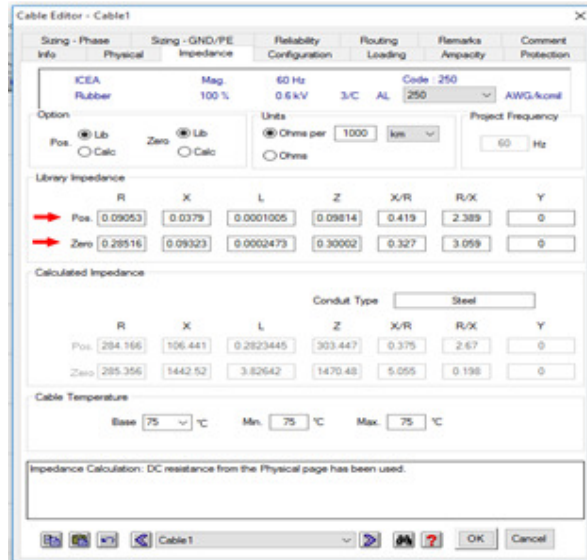 Cable Editor - Cable1
Sizing - Phase Sizing - GND/PE Reliability Routing Remarks Comment
Info Physical Impedance Configuration Loading Ampacity Protection
ICEA Mag. 60 Hz Code : 250
Rubber 100 % 0.6 kV 3/C AL 250 AWG/kcmil
Option Units Project Frequency
Pos. Lib Zero Lib Ohms per 1000 km 60 Hz
Calc Calc Ohms
Library Impedance
R X L Z X/R R/X Y
Pos. 0.09053 0.0379 0.0001005 0.09814 0.419 2.389 0
Zero 0.28516 0.09323 0.0002473 0.30002 0.327 3.059 0
Calculated Impedance
Conduit Type Steel
R X L Z X/R R/X Y
Pos. 284.166 106.441 0.2823445 303.447 0.375 2.67 0
Zero 285.356 1442.52 3.82642 1470.48 5.055 0.198 0
Cable Temperature
Base 75 °C Min. 75 °C Max. 75 °C
Impedance Calculation: DC resistance from the Physical page has been used.
Cable1 ? OK Cancel